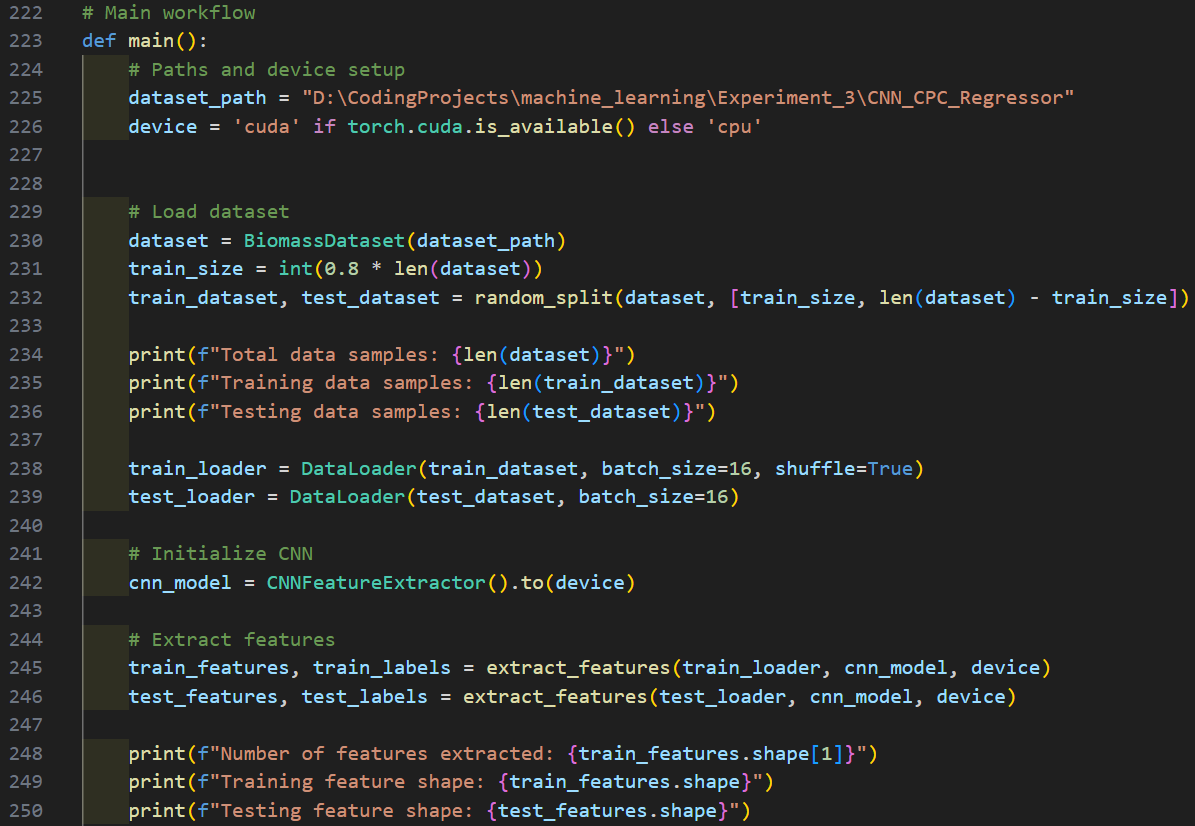 222 # Main workflow
223 def main():
224     # Paths and device setup
225     dataset_path = "D:\CodingProjects\machine_learning\Experiment_3\CNN_CPC_Regressor"
226     device = 'cuda' if torch.cuda.is_available() else 'cpu'
227
228
229     # Load dataset
230     dataset = BiomassDataset(dataset_path)
231     train_size = int(0.8 * len(dataset))
232     train_dataset, test_dataset = random_split(dataset, [train_size, len(dataset) - train_size])
233
234     print(f"Total data samples: {len(dataset)}")
235     print(f"Training data samples: {len(train_dataset)}")
236     print(f"Testing data samples: {len(test_dataset)}")
237
238     train_loader = DataLoader(train_dataset, batch_size=16, shuffle=True)
239     test_loader = DataLoader(test_dataset, batch_size=16)
240
241     # Initialize CNN
242     cnn_model = CNNFeatureExtractor().to(device)
243
244     # Extract features
245     train_features, train_labels = extract_features(train_loader, cnn_model, device)
246     test_features, test_labels = extract_features(test_loader, cnn_model, device)
247
248     print(f"Number of features extracted: {train_features.shape[1]}")
249     print(f"Training feature shape: {train_features.shape}")
250     print(f"Testing feature shape: {test_features.shape}")